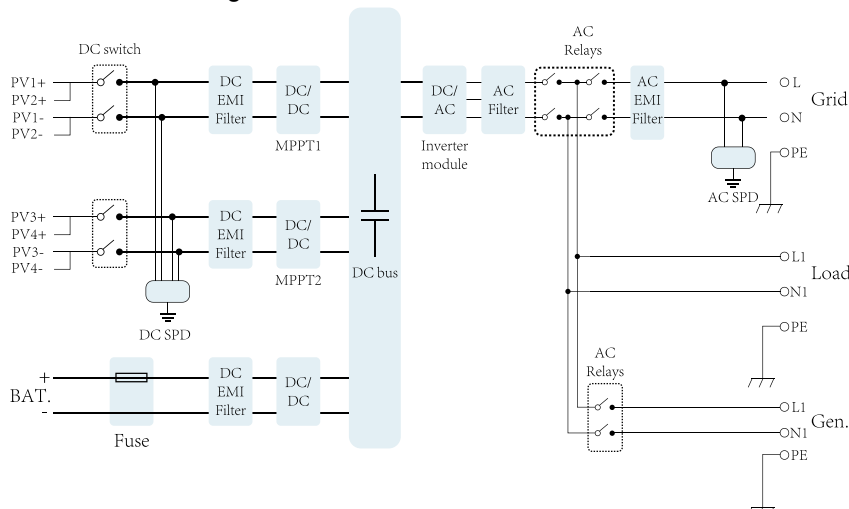 DC switch
PV1+
PV2+
PV1-
PV2-
DC
EMI
Filter
DC/
DC
MPPT1
PV3+
PV4+
PV3-
PV4-
DC
EMI
Filter
DC/
DC
MPPT2
DC SPD
+
BAT.
-
Fuse
DC
EMI
Filter
DC/
DC
DC bus
DC/
AC
Inverter
module
AC
Filter
AC
Relays
AC
EMI
Filter
L
Grid
N
PE
AC SPD
L1
Load
N1
PE
AC
Relays
L1
Gen.
N1
PE